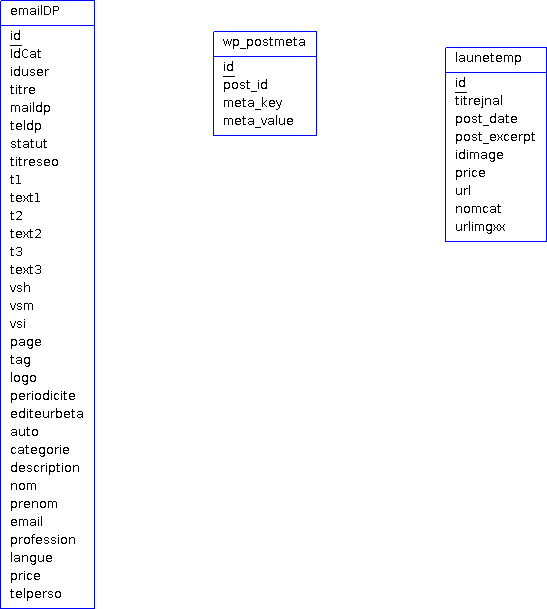 emailDP
id
IdCat
iduser
titre
maildp
teldp
statut
titreseo
t1
text1
t2
text2
t3
text3
vsh
vsm
vsi
page
tag
logo
periodicite
editeurbeta
auto
categorie
description
nom
prenom
email
profession
langue
price
telperso
wp_postmeta
id
post_id
meta_key
meta_value
launetemp
id
titrejnal
post_date
post_excerpt
idimage
price
url
nomcat
urlimgxx